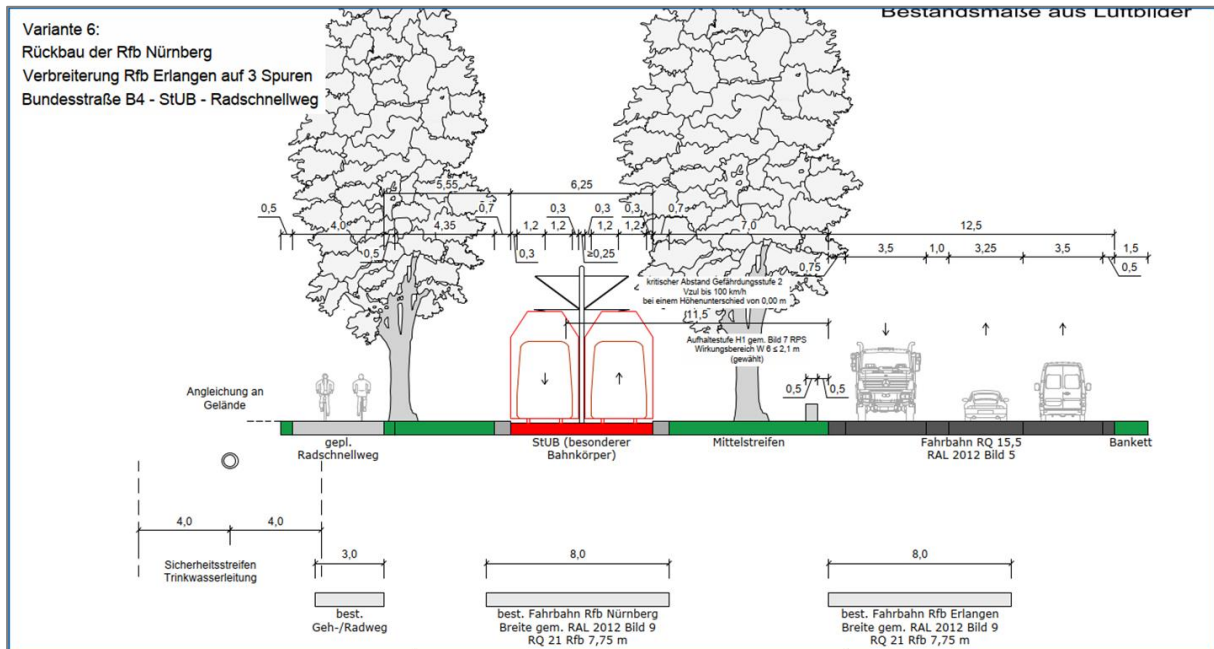 Bestandsmaße aus Luftbilder
Variante 6:
Rückbau der Rfb Nürnberg
Verbreiterung Rfb Erlangen auf 3 Spuren
Bundesstraße B4 - StUB - Radschnellweg
5,55
6,25
0,5
4,0
0,5
4,35
0,7
0,3
1,2
1,2
0,3
≥0,25
0,3
1,2
1,2
0,3
0,7
7,0
12,5
0,75
3,5
1,0
3,25
3,5
0,5
1,5
kritischer Abstand Gefährdungsstufe 2
Vzul bis 100 km/h
bei einem Höhenunterschied von 0,00 m
11,5
Aufhaltestufe H1 gem. Bild 7 RPS
Wirkungsbereich W 6 ≤ 2,1 m
(gewählt)
0,5
0,5
Angleichung an
Gelände
gepl.
Radschnellweg
StUB (besonderer
Bahnkörper)
Mittelstreifen
Fahrbahn RQ 15,5
RAL 2012 Bild 5
Bankett
4,0
4,0
Sicherheitsstreifen
Trinkwasserleitung
3,0
8,0
8,0
best.
Geh-/Radweg
best. Fahrbahn Rfb Nürnberg
Breite gem. RAL 2012 Bild 9
RQ 21 Rfb 7,75 m
best. Fahrbahn Rfb Erlangen
Breite gem. RAL 2012 Bild 9
RQ 21 Rfb 7,75 m